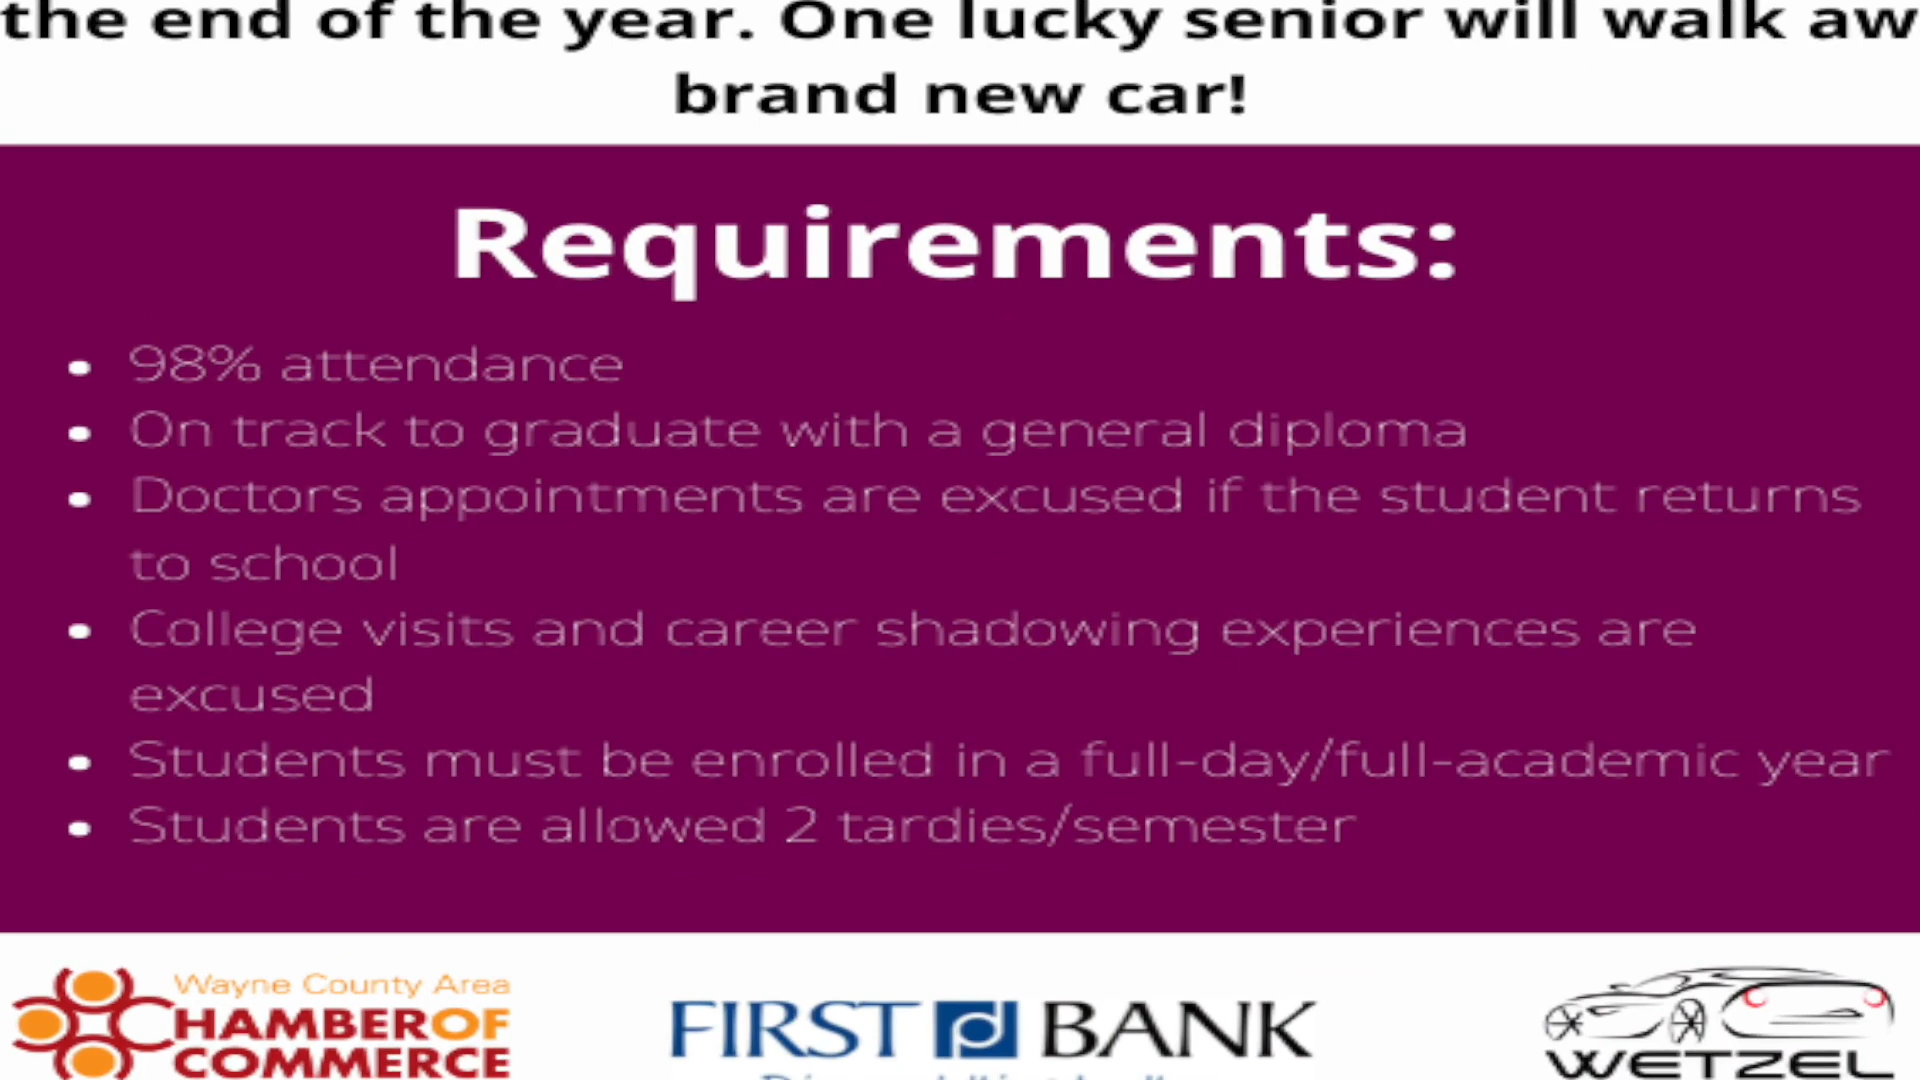 the end of the year. One lucky senior will walk aw
brand new car!
Requirements:
• 98% attendance
• On track to graduate with a general diploma
• Doctors appointments are excused if the student returns
to school
• College visits and career shadowing experiences are
excused
• Students must be enrolled in a full-day/full-academic year
• Students are allowed 2 tardies/semester
Wayne County Area
CHAMBER OF
COMMERCE
FIRST BANK
WETZEL